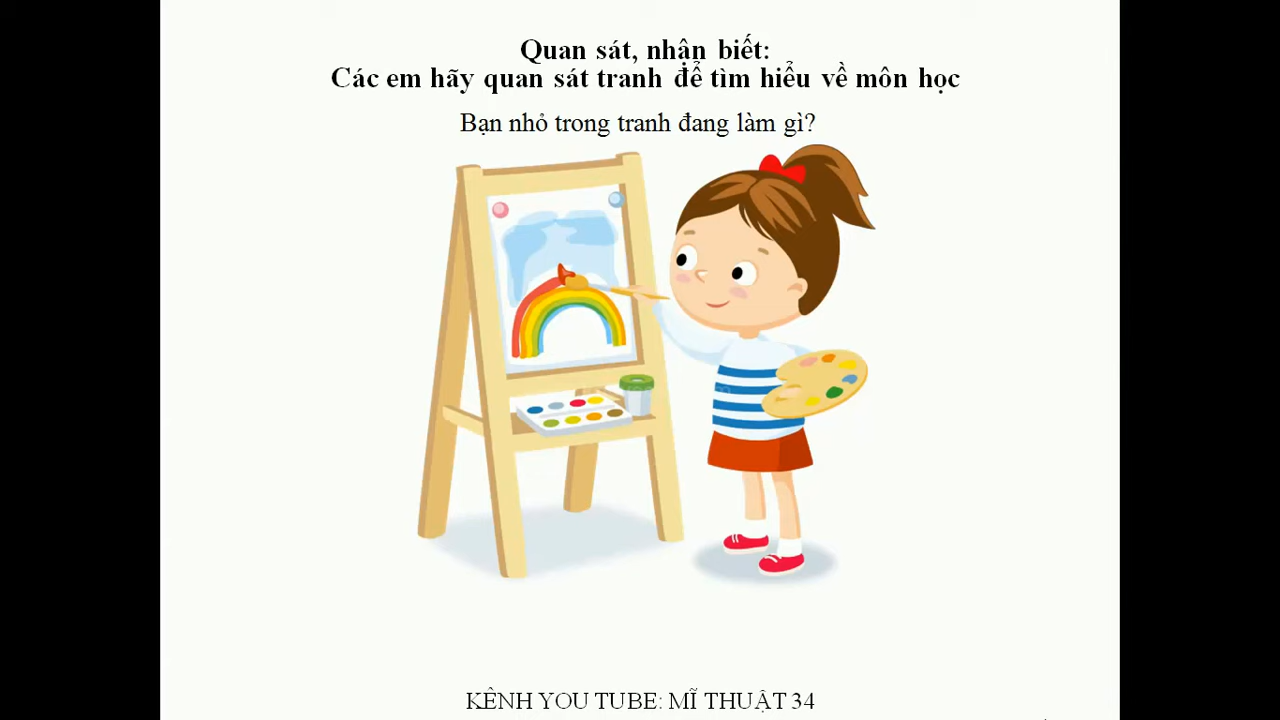 Quan sát, nhận biết:
Các em hãy quan sát tranh để tìm hiểu về môn học
Bạn nhỏ trong tranh đang làm gì?
KÊNH YOU TUBE: MĨ THUẬT 34